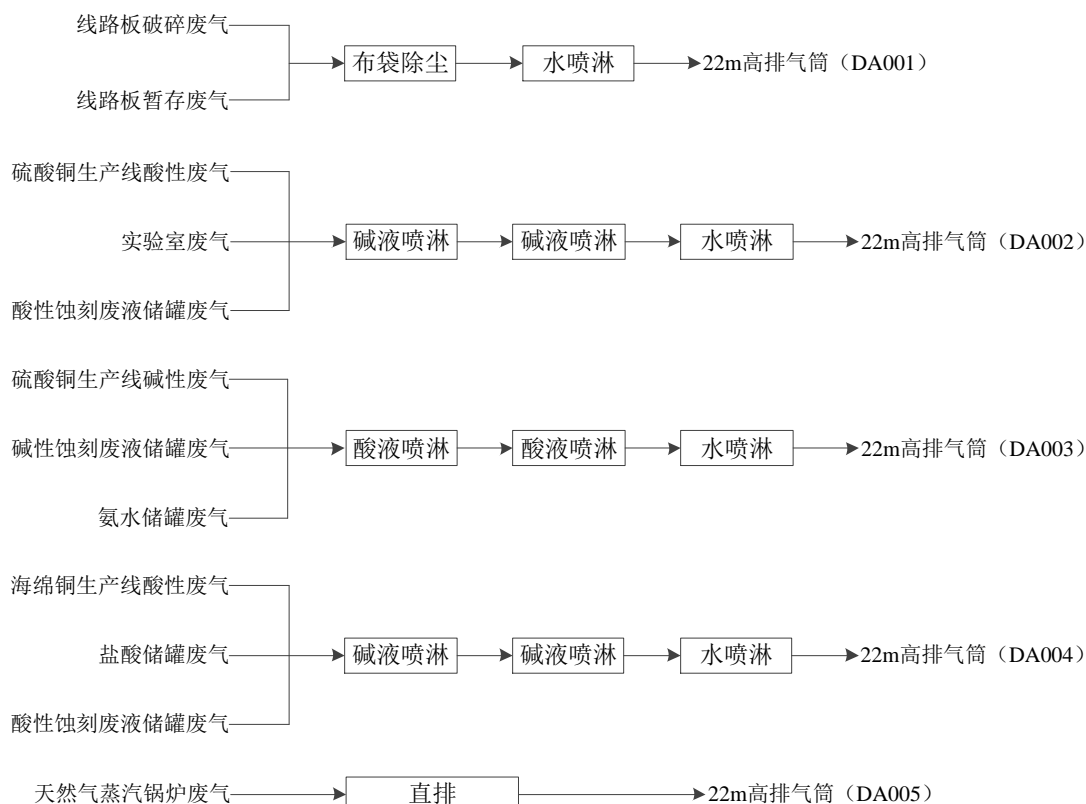 线路板破碎废气
布袋除尘
水喷淋
22m高排气筒（DA001）
线路板暂存废气
硫酸铜生产线酸性废气
实验室废气
碱液喷淋
碱液喷淋
水喷淋
22m高排气筒（DA002）
酸性蚀刻废液储罐废气
硫酸铜生产线碱性废气
碱性蚀刻废液储罐废气
酸液喷淋
酸液喷淋
水喷淋
22m高排气筒（DA003）
氨水储罐废气
海绵铜生产线酸性废气
盐酸储罐废气
碱液喷淋
碱液喷淋
水喷淋
22m高排气筒（DA004）
酸性蚀刻废液储罐废气
天然气蒸汽锅炉废气
直排
22m高排气筒（DA005）